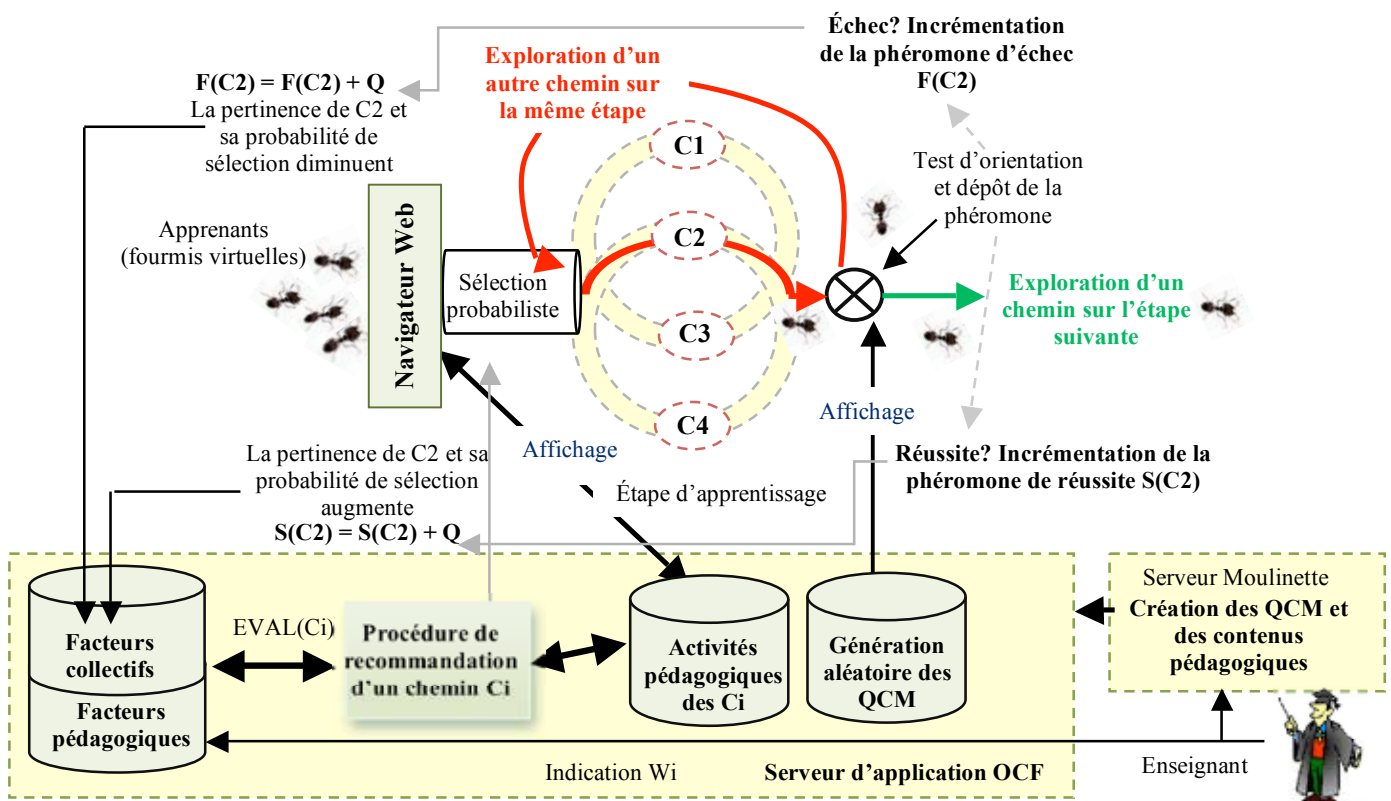 Échec? Incrémentation
de la phéromone d’échec
F(C2)
Exploration d’un
autre chemin sur
la même étape
F(C2) = F(C2) + Q
La pertinence de C2 et
sa probabilité de
sélection diminuent
C1
Test d’orientation
et dépôt de la
phéromone
Apprenants
(fourmis virtuelles)
Navigateur Web
Sélection
probabiliste
C2
C3
C4
Exploration d’un
chemin sur l’étape
suivante
Affichage
Affichage
La pertinence de C2 et sa
probabilité de sélection
augmente
S(C2) = S(C2) + Q
Étape d’apprentissage
Réussite? Incrémentation de la
phéromone de réussite S(C2)
Facteurs
collectifs
Facteurs
pédagogiques
EVAL(Ci)
Procédure de
recommandation
d’un chemin Ci
Activités
pédagogiques
des Ci
Génération
aléatoire des
QCM
Serveur Moulinette
Création des QCM et
des contenus
pédagogiques
Indication Wi
Serveur d’application OCF
Enseignant